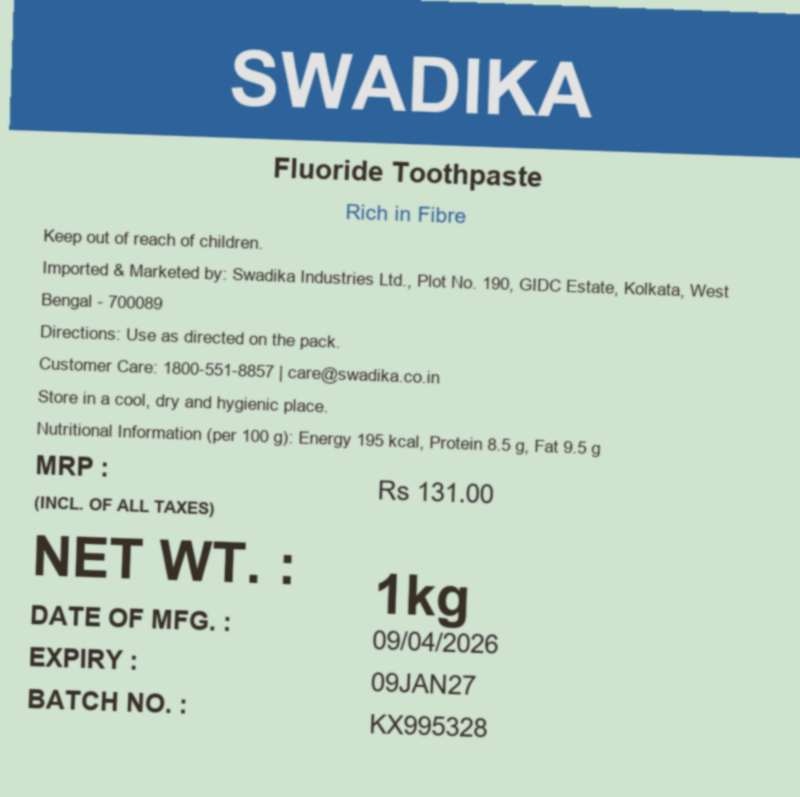 SWADIKA
Fluoride Toothpaste
Rich in Fibre
Keep out of reach of children.
Imported & Marketed by: Swadika Industries Ltd., Plot No. 190, GIDC Estate, Kolkata, West
Bengal - 700089
Directions: Use as directed on the pack.
Customer Care: 1800-551-8857 | care@swadika.co.in
Store in a cool, dry and hygienic place.
Nutritional Information (per 100 g): Energy 195 kcal, Protein 8.5 g, Fat 9.5 g
MRP : Rs 131.00
(INCL. OF ALL TAXES)
NET WT. : 1kg
DATE OF MFG. : 09/04/2026
EXPIRY : 09JAN27
BATCH NO. : KX995328